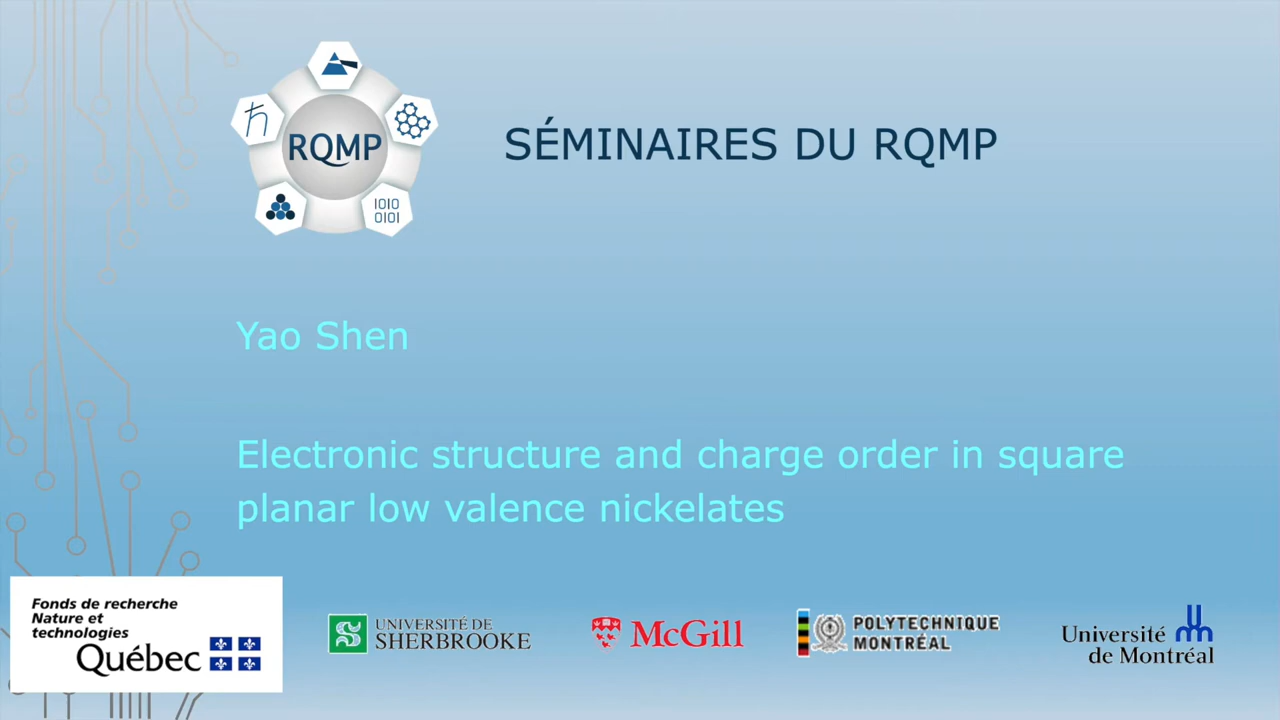 ħ
RQMP
1010
0101
SÉMINAIRES DU RQMP
Yao Shen
Electronic structure and charge order in square
planar low valence nickelates
Fonds de recherche
Nature et
technologies
Québec
UNIVERSITÉ DE
SHERBROOKE
McGill
POLYTECHNIQUE
MONTRÉAL
Université
de Montréal